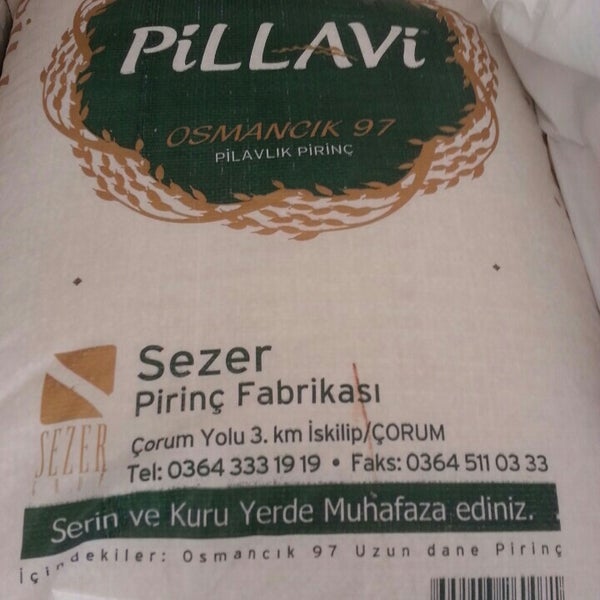 PiLLAVi
OSMANCIK 97
PİLAVLIK PİRİNÇ
Sezer
Pirinç Fabrikası
SEZER
Çorum Yolu 3. km İskilip/ÇORUM
Tel: 0364 333 19 19 • Faks: 0364 511 03 33
Serin ve Kuru Yerde Muhafaza ediniz.
İçindekiler: Osmancık 97 Uzun dane Pirinç